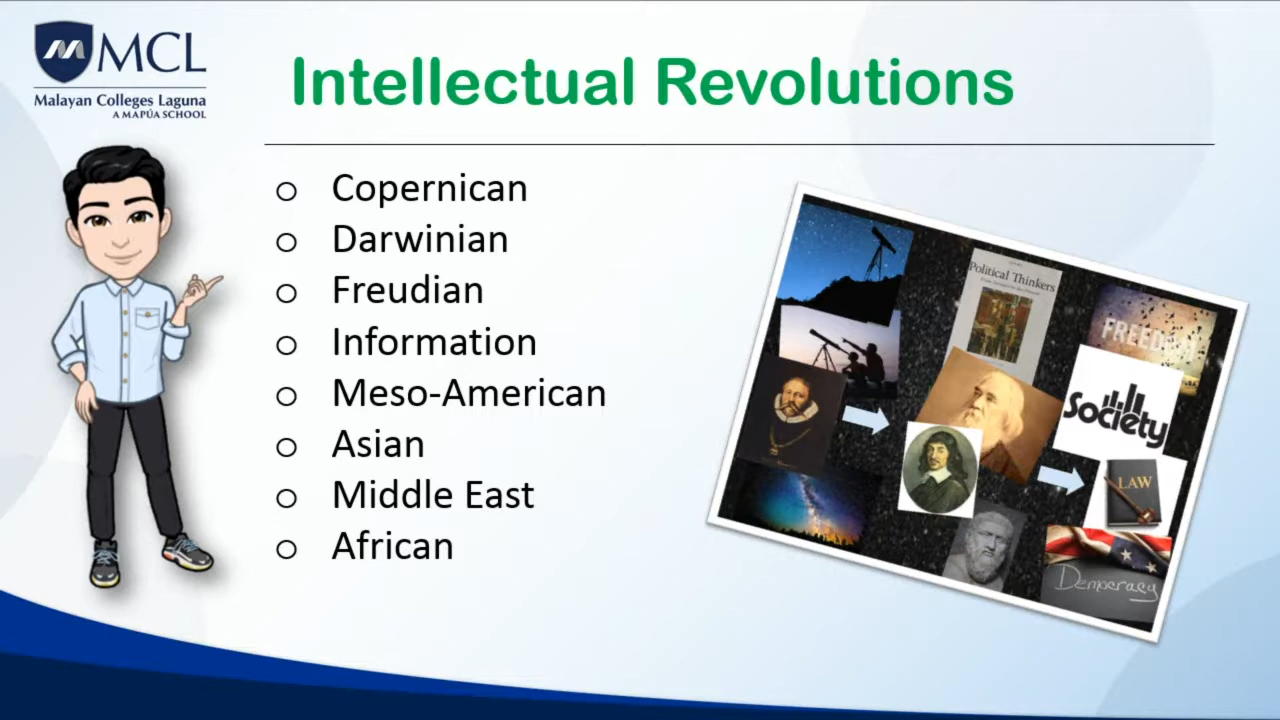 MCL
Malayan Colleges Laguna
A MAPÚA SCHOOL
Intellectual Revolutions
Copernican
Darwinian
Freudian
Information
Meso-American
Asian
Middle East
African
Political Thinkers
FREEDOM
Society
LAW
Democracy